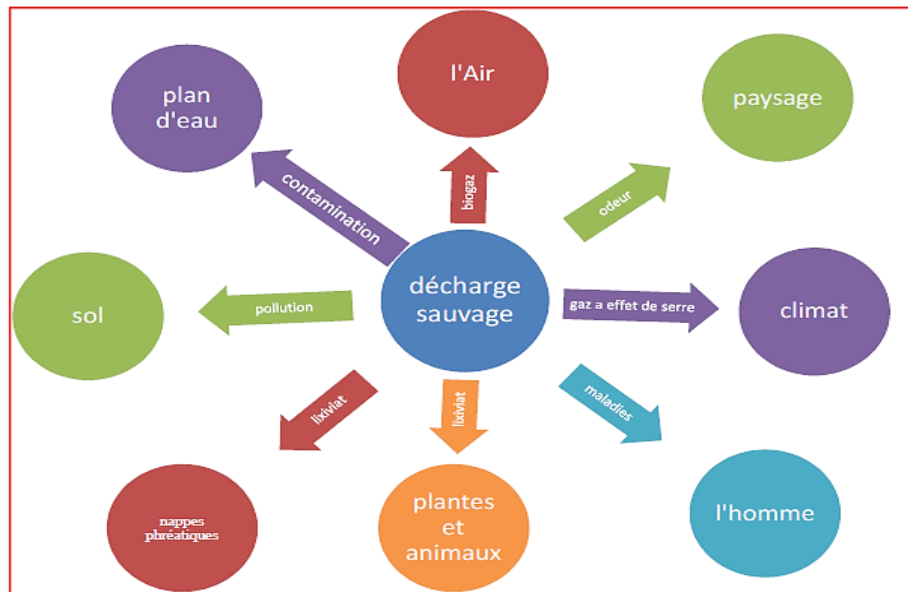 l'Air
plan
d'eau
paysage
contamination
biogaz
odeur
décharge
sauvage
sol
pollution
gaz a effet de serre
climat
lixiviat
lixiviat
maladies
nappes
phréatiques
plantes
et
animaux
l'homme